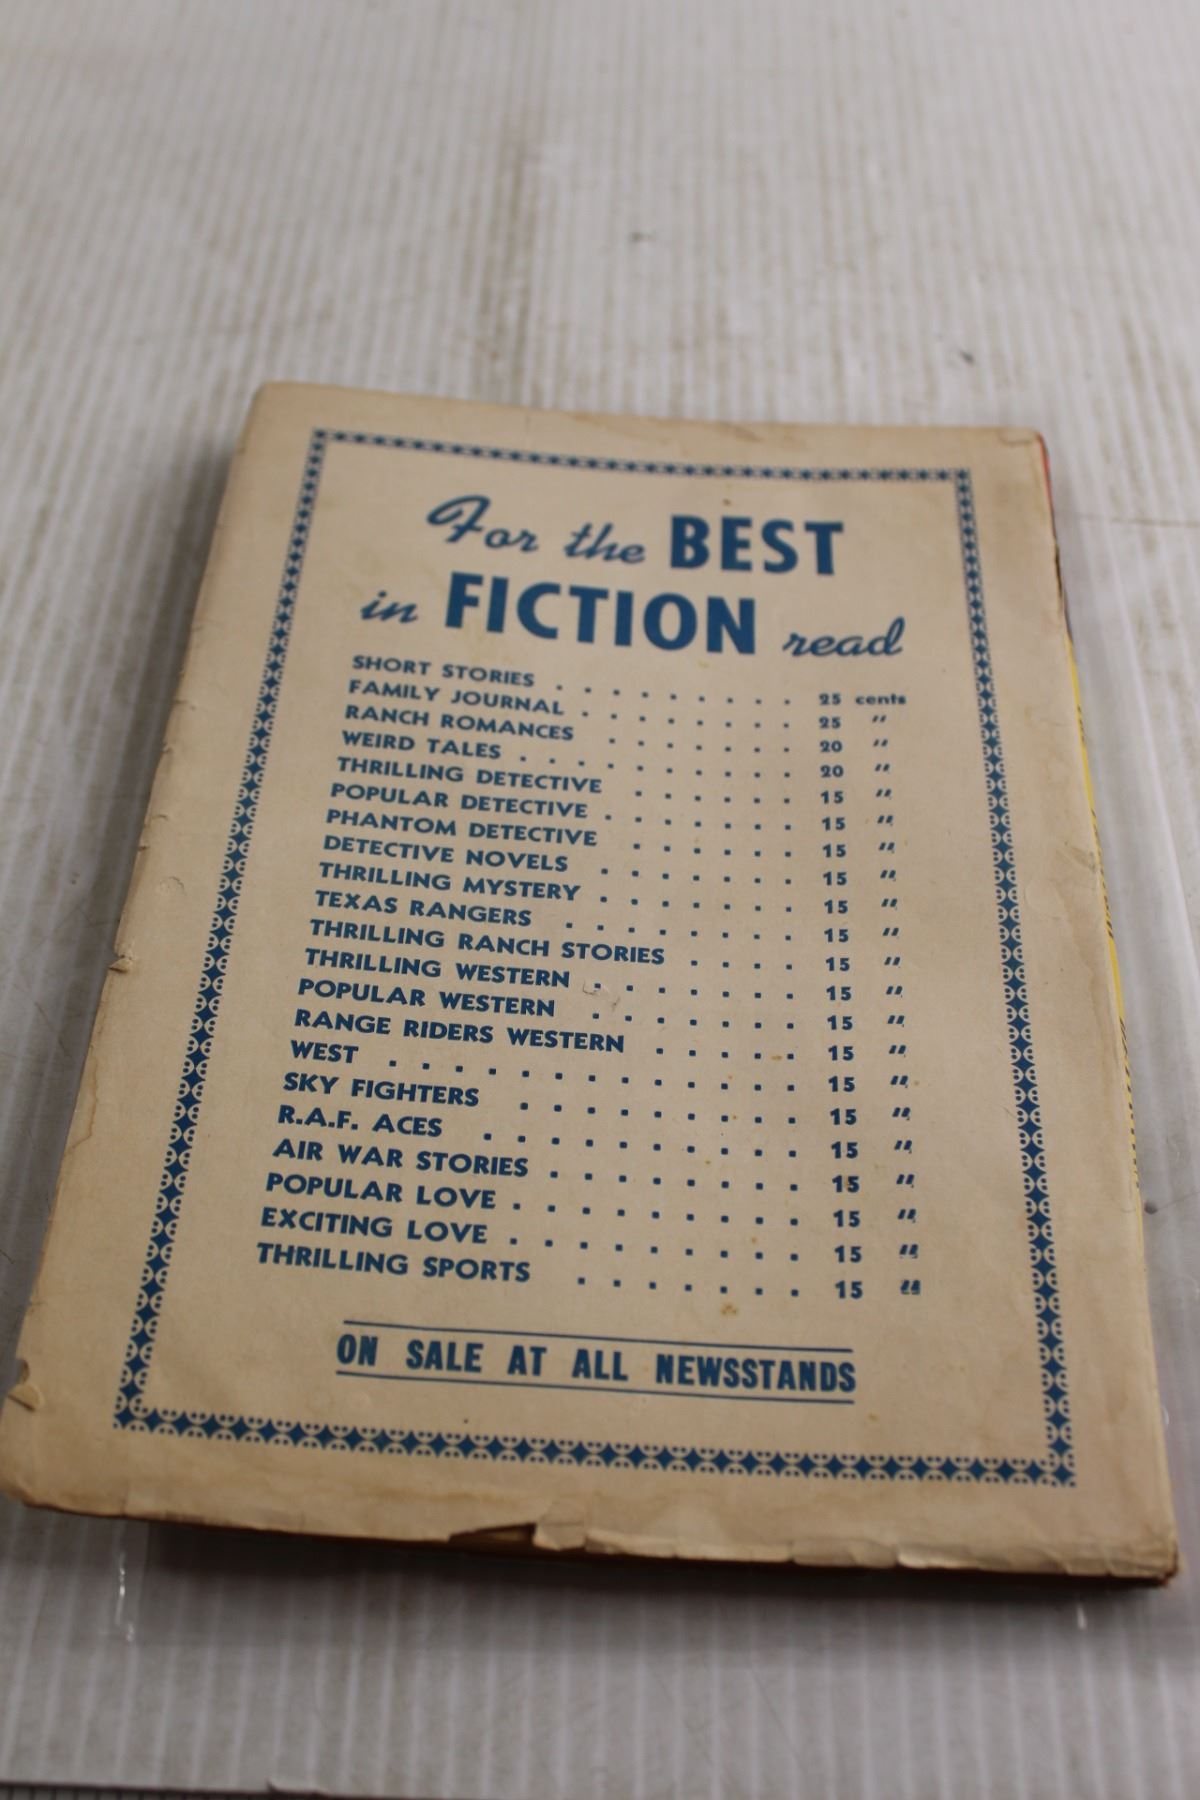 For the BEST
in FICTION read
SHORT STORIES . . . . . . . . . 25 cents
FAMILY JOURNAL . . . . . . . . 25 "
RANCH ROMANCES . . . . . . . 20 "
WEIRD TALES . . . . . . . . . . 20 "
THRILLING DETECTIVE . . . . . . 15 "
POPULAR DETECTIVE . . . . . . . 15 "
PHANTOM DETECTIVE . . . . . . 15 "
DETECTIVE NOVELS . . . . . . . 15 "
THRILLING MYSTERY . . . . . . . 15 "
TEXAS RANGERS . . . . . . . . 15 "
THRILLING RANCH STORIES . . . . 15 "
THRILLING WESTERN . . . . . . . 15 "
POPULAR WESTERN . . . . . . . 15 "
RANGE RIDERS WESTERN . . . . . 15 "
WEST . . . . . . . . . . . . . 15 "
SKY FIGHTERS . . . . . . . . . 15 "
R.A.F. ACES . . . . . . . . . . 15 "
AIR WAR STORIES . . . . . . . . 15 "
POPULAR LOVE . . . . . . . . . 15 "
EXCITING LOVE . . . . . . . . . 15 "
THRILLING SPORTS . . . . . . . 15 "
ON SALE AT ALL NEWSSTANDS